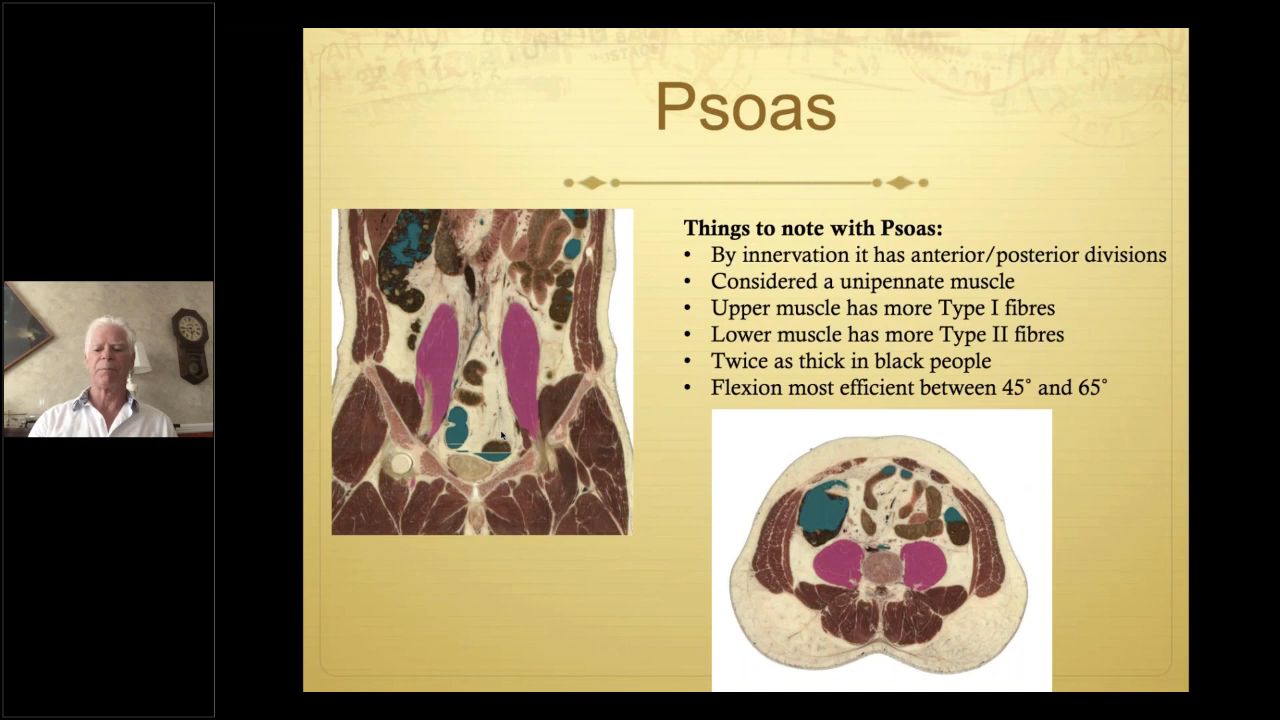 Psoas
Things to note with Psoas:
• By innervation it has anterior/posterior divisions
• Considered a unipennate muscle
• Upper muscle has more Type I fibres
• Lower muscle has more Type II fibres
• Twice as thick in black people
• Flexion most efficient between 45° and 65°